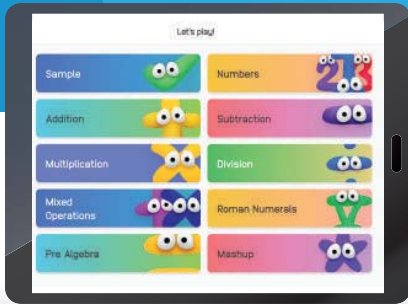 Let's play!
Sample
Numbers
Addition
Subtraction
Multiplication
Division
Mixed
Operations
Roman Numerals
Pre Algebra
Mashup